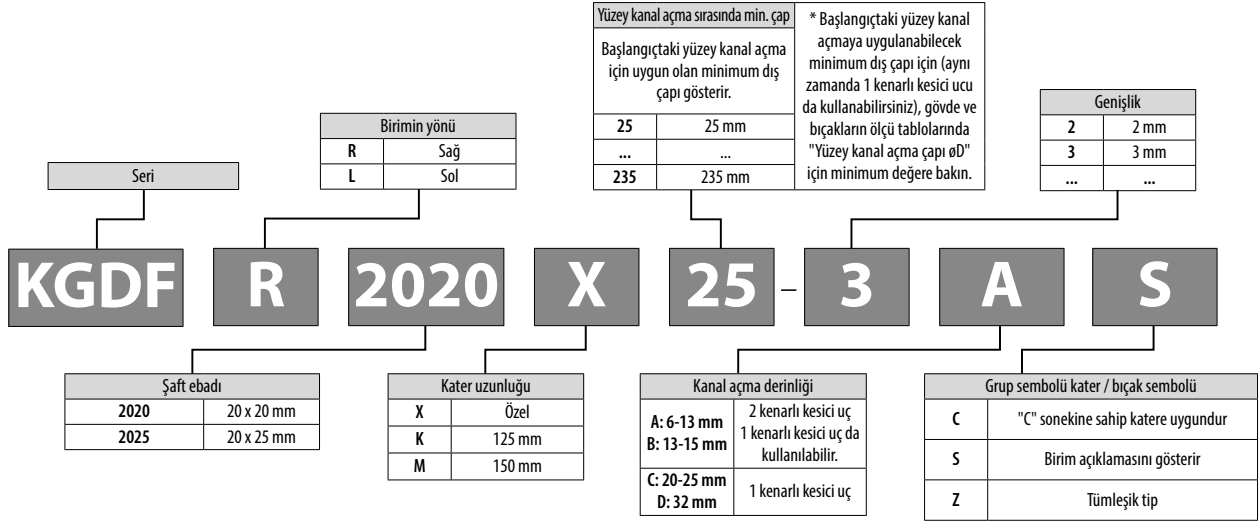 Yüzey kanal açma sırasında min. çap
Başlangıçtaki yüzey kanal açma
için uygun olan minimum dış
çapı gösterir.
25 25 mm
... ...
235 235 mm
* Başlangıçtaki yüzey kanal
açmaya uygulanabilecek
minimum dış çapı için (aynı
zamanda 1 kenarlı kesici ucu
da kullanabilirsiniz), gövde ve
bıçakların ölçü tablolarında
"Yüzey kanal açma çapı øD"
için minimum değere bakın.
Genişlik
2 2 mm
3 3 mm
... ...
Birimin yönü
R Sağ
L Sol
Seri
KGDF R 2020 X 25 – 3 A S
Şaft ebadı
2020 20 x 20 mm
2025 20 x 25 mm
Kater uzunluğu
X Özel
K 125 mm
M 150 mm
Kanal açma derinliği
A: 6-13 mm
B: 13-15 mm
2 kenarlı kesici uç
1 kenarlı kesici uç da
kullanılabilir.
C: 20-25 mm
D: 32 mm
1 kenarlı kesici uç
Grup sembolü kater / bıçak sembolü
C "C" sonekine sahip katere uygundur
S Birim açıklamasını gösterir
Z Tümleşik tip